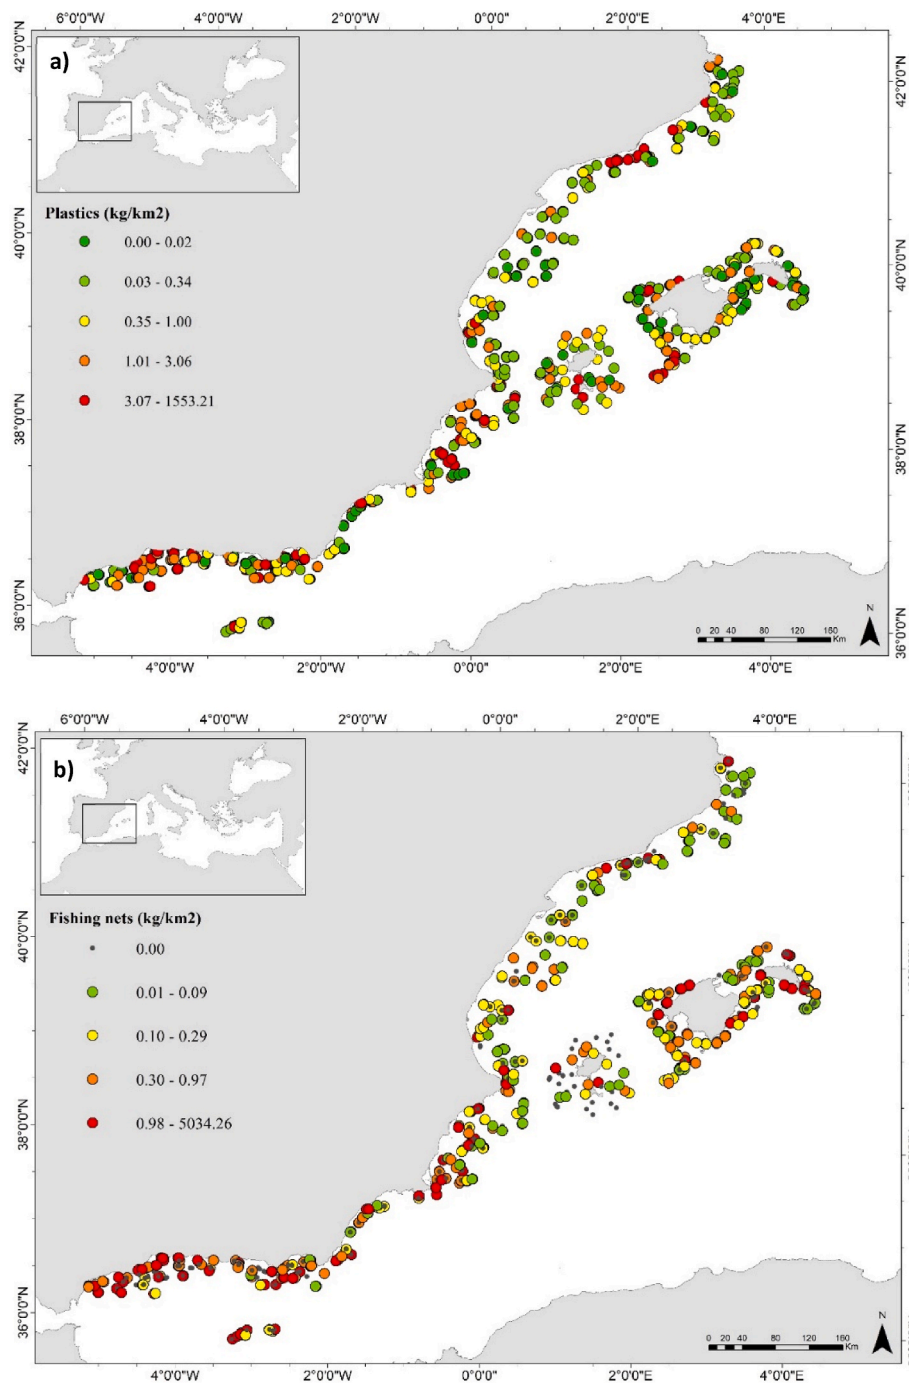 6°0'0"W 4°0'0"W 2°0'0"W 0°0'0" 2°0'0"E 4°0'0"E
a)
42°0'0"N
42°0'0"N
Plastics (kg/km2)
0.00 - 0.02
0.03 - 0.34
0.35 - 1.00
1.01 - 3.06
3.07 - 1553.21
40°0'0"N
40°0'0"N
38°0'0"N
38°0'0"N
36°0'0"N
36°0'0"N
N
0 20 40 80 120 160
Km
4°0'0"W 2°0'0"W 0°0'0" 2°0'0"E 4°0'0"E
6°0'0"W 4°0'0"W 2°0'0"W 0°0'0" 2°0'0"E 4°0'0"E
b)
42°0'0"N
Fishing nets (kg/km2)
0.00
0.01 - 0.09
0.10 - 0.29
0.30 - 0.97
0.98 - 5034.26
40°0'0"N
38°0'0"N
36°0'0"N
N
0 20 40 80 120 160
Km
4°0'0"W 2°0'0"W 0°0'0" 2°0'0"E 4°0'0"E